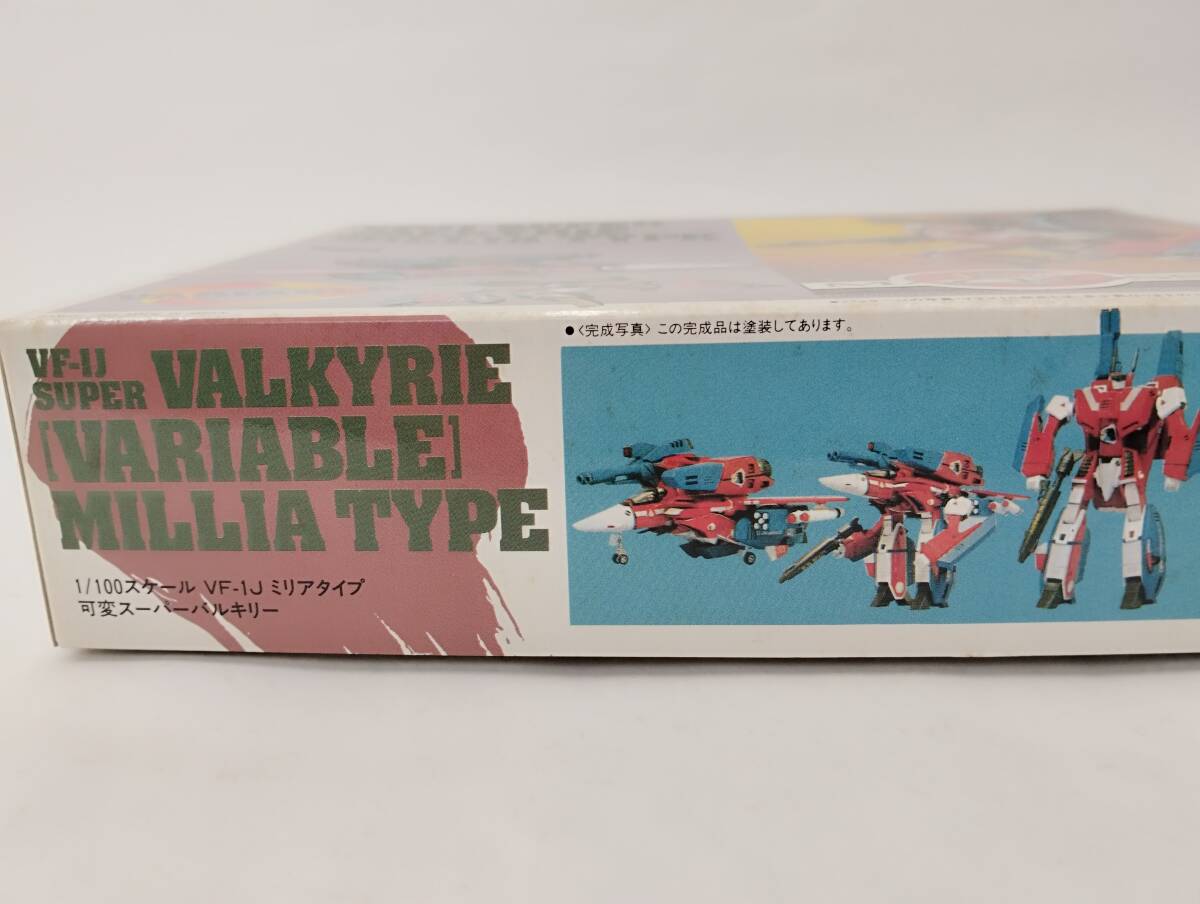 VF-1J
SUPER VALKYRIE
[VARIABLE]
MILLIA TYPE
1/100スケール VF-1J ミリアタイプ
可変スーパーバルキリー
●〈完成写真〉この完成品は塗装してあります。